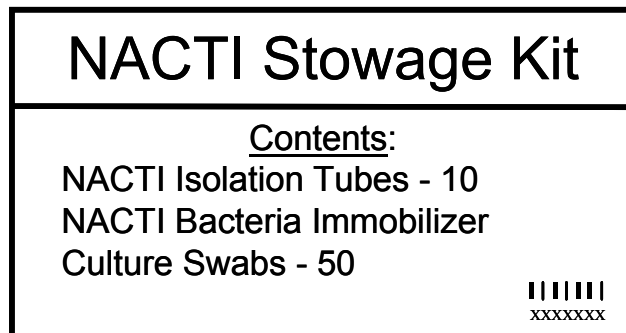 NACTI Stowage Kit
Contents:
NACTI Isolation Tubes - 10
NACTI Bacteria Immobilizer
Culture Swabs - 50
xxxxxxx